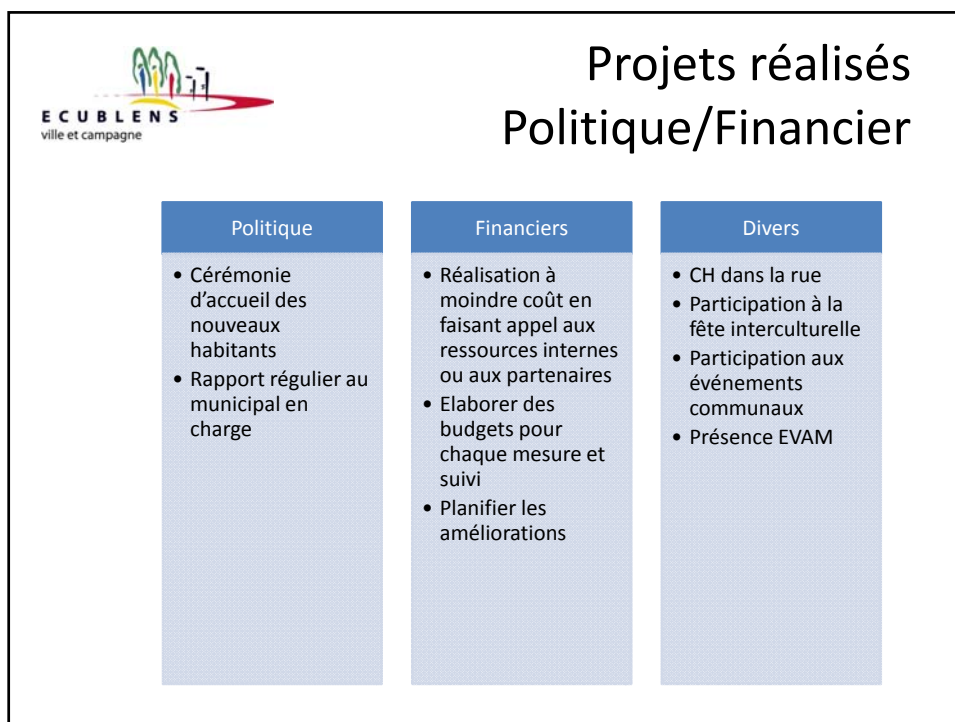 ECUBLENS
ville et campagne
Projets réalisés
Politique/Financier
Politique
• Cérémonie
d’accueil des
nouveaux
habitants
• Rapport régulier au
municipal en
charge
Financiers
• Réalisation à
moindre coût en
faisant appel aux
ressources internes
ou aux partenaires
• Elaborer des
budgets pour
chaque mesure et
suivi
• Planifier les
améliorations
Divers
• CH dans la rue
• Participation à la
fête interculturelle
• Participation aux
événements
communaux
• Présence EVAM